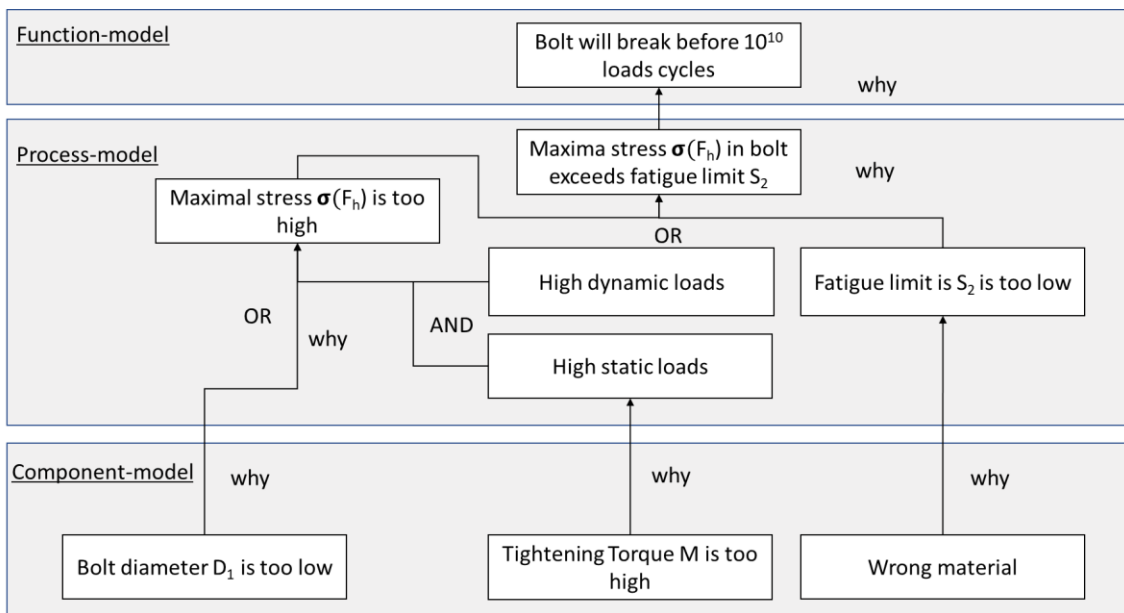 Function-model
Bolt will break before 10¹⁰
loads cycles
why
Process-model
Maxima stress σ(Fₕ) in bolt
exceeds fatigue limit S₂
why
Maximal stress σ(Fₕ) is too
high
OR
High dynamic loads
Fatigue limit is S₂ is too low
OR
AND
why
High static loads
Component-model
why
why
why
Bolt diameter D₁ is too low
Tightening Torque M is too
high
Wrong material